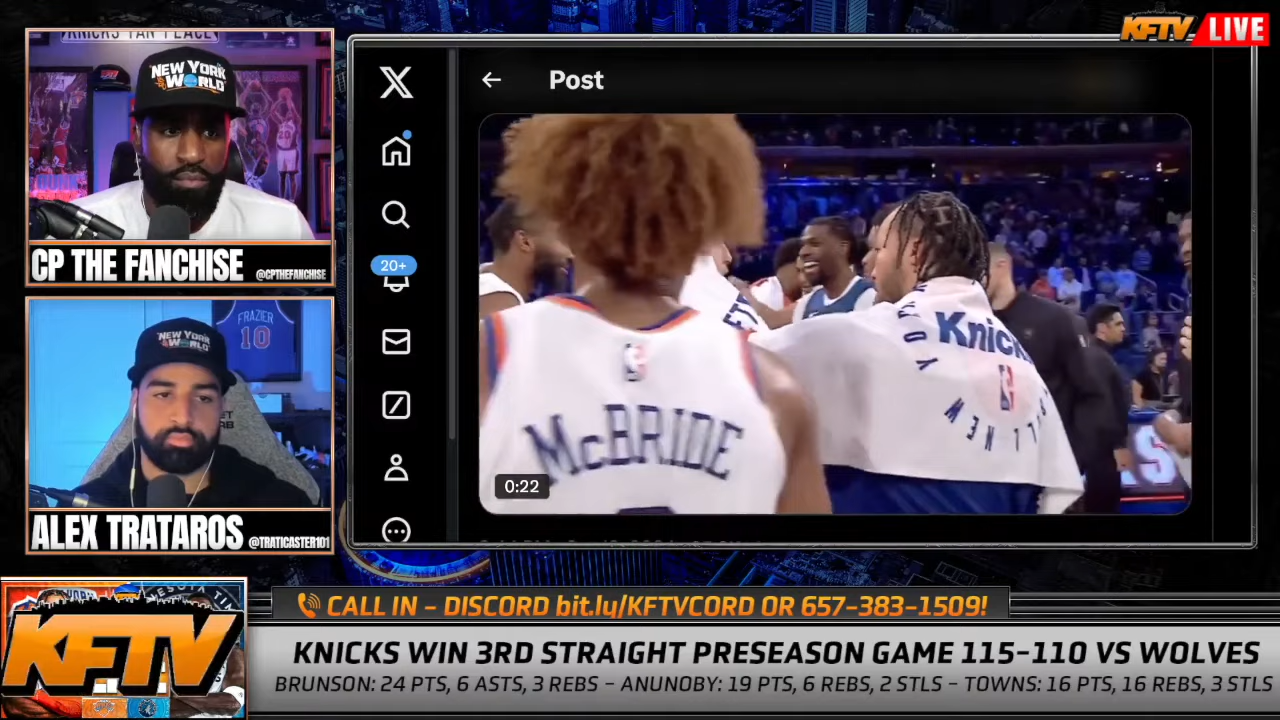 KFTV LIVE
KNICKS FAN PLACE
NEW YORK
WORLD
CP THE FANCHISE @CPTHEFANCHISE
FRAZIER
10
NEW YORK
WORLD
ALEX TRATAROS @TRATICASTER101
Post
20+
Knicks
McBRIDE
0:22
CALL IN – DISCORD bit.ly/KFTVCORD OR 657-383-1509!
KFTV
KNICKS WIN 3RD STRAIGHT PRESEASON GAME 115-110 VS WOLVES
BRUNSON: 24 PTS, 6 ASTS, 3 REBS – ANUNOBY: 19 PTS, 5 REBS, 2 STLS – TOWNS: 16 PTS, 16 REBS, 3 STLS